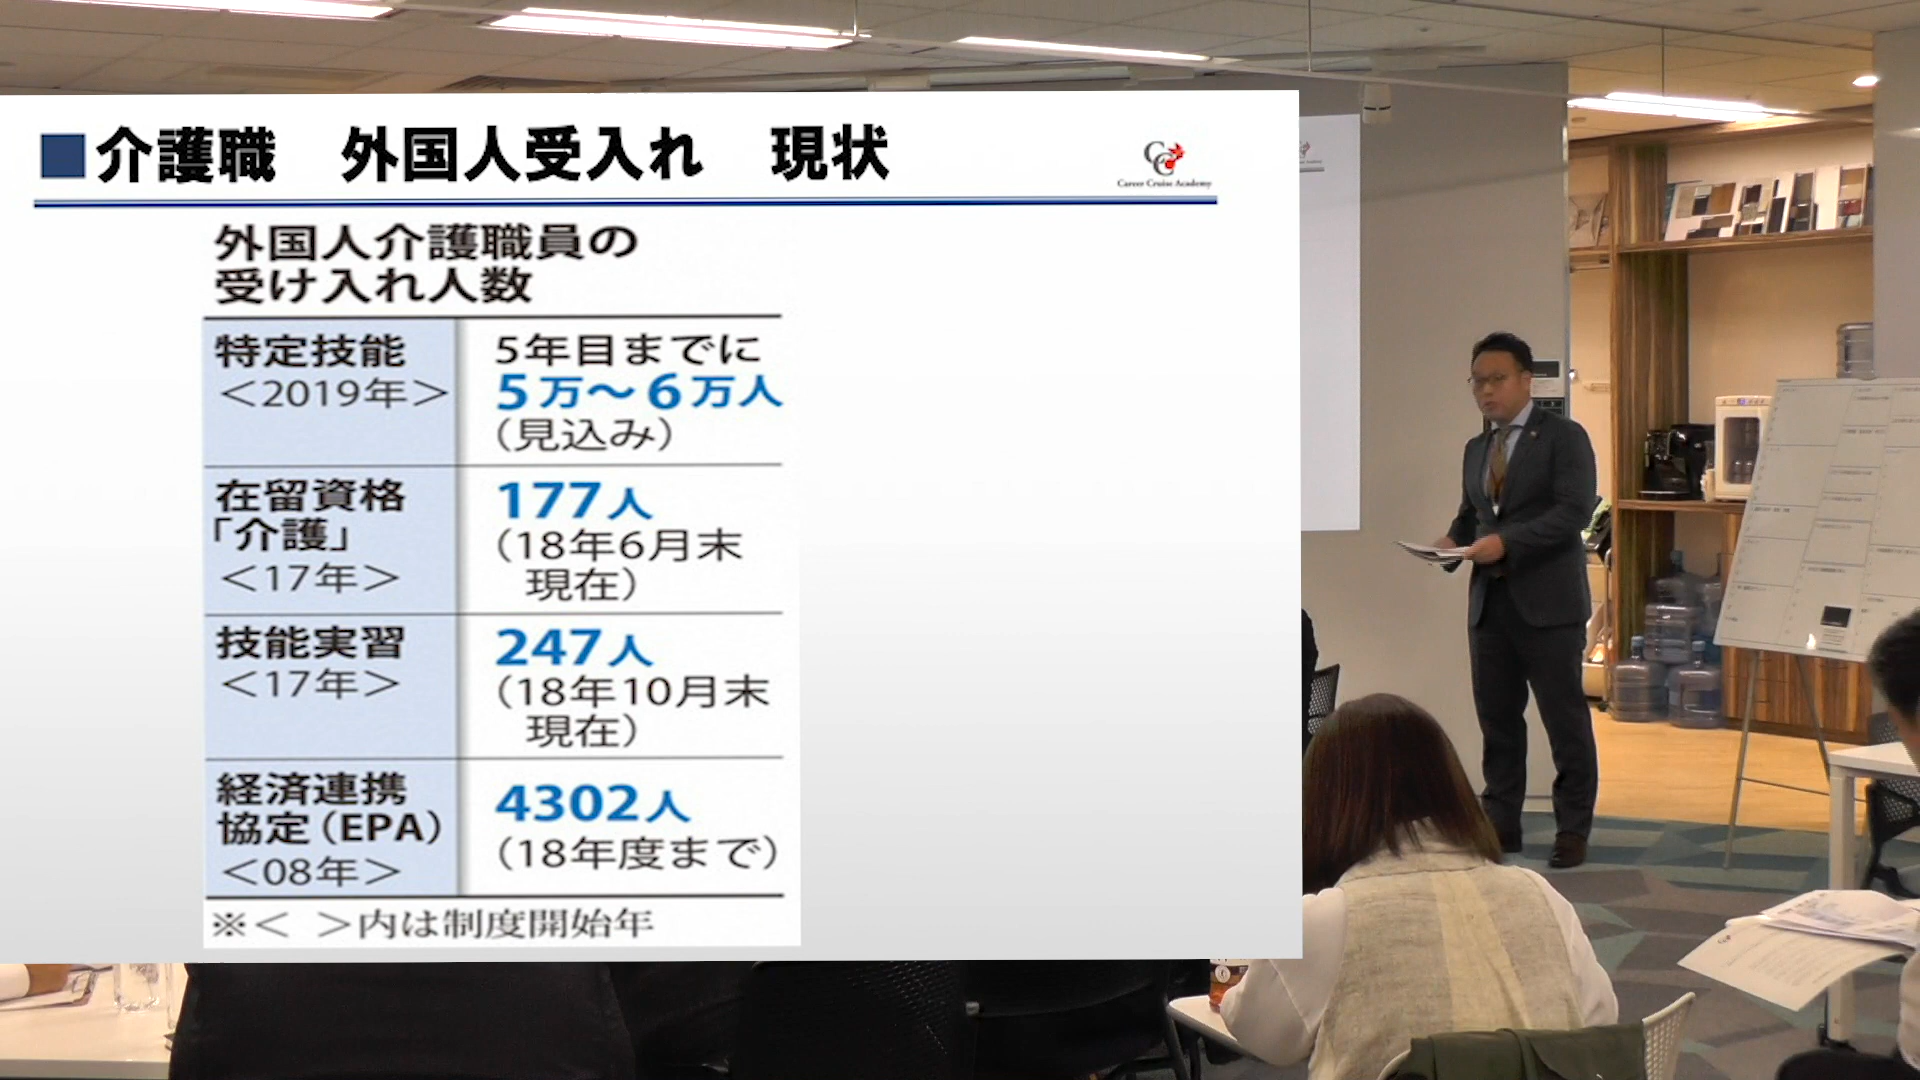 ■介護職　外国人受入れ　現状
Career Cruise Academy
外国人介護職員の
受け入れ人数
特定技能
＜2019年＞
5年目までに
5万～6万人
（見込み）
在留資格
「介護」
＜17年＞
177人
（18年6月末
現在）
技能実習
＜17年＞
247人
（18年10月末
現在）
経済連携
協定（EPA）
＜08年＞
4302人
（18年度まで）
※＜　＞内は制度開始年